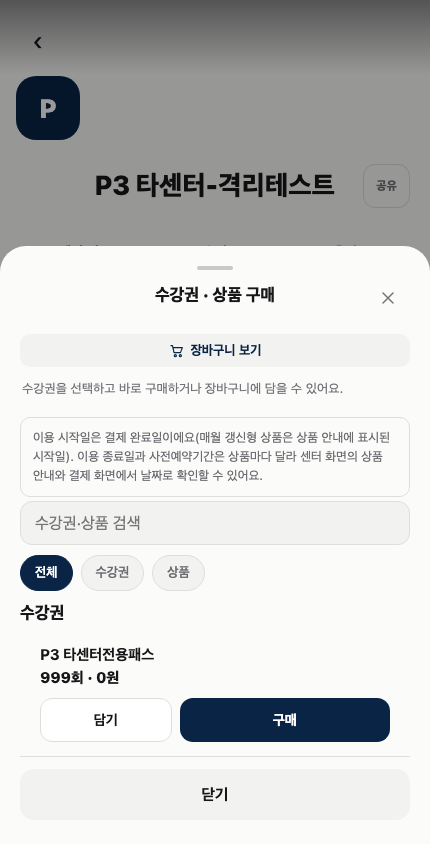 P
P3 타센터-격리테스트
공유
수강권 · 상품 구매
장바구니 보기
수강권을 선택하고 바로 구매하거나 장바구니에 담을 수 있어요.
이용 시작일은 결제 완료일이에요(매월 갱신형 상품은 상품 안내에 표시된
시작일). 이용 종료일과 사전예약기간은 상품마다 달라 센터 화면의 상품
안내와 결제 화면에서 날짜로 확인할 수 있어요.
수강권·상품 검색
전체
수강권
상품
수강권
P3 타센터전용패스
999회 · 0원
담기
구매
닫기